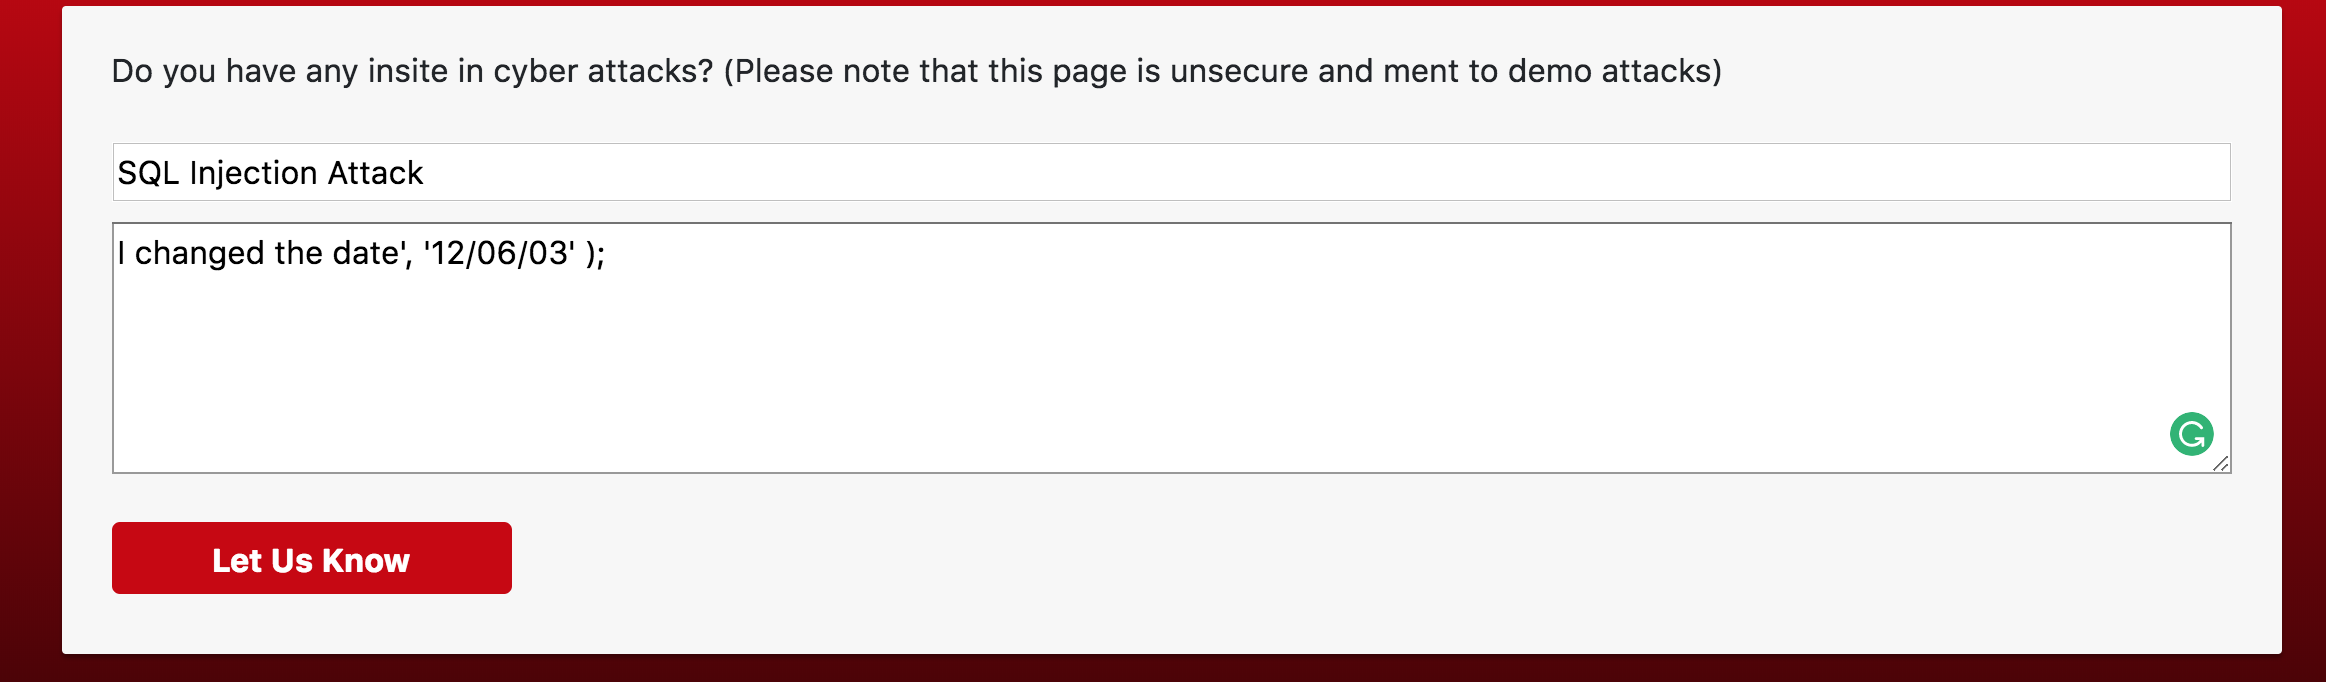 Do you have any insite in cyber attacks? (Please note that this page is unsecure and ment to demo attacks)
SQL Injection Attack
I changed the date', '12/06/03' );
Let Us Know